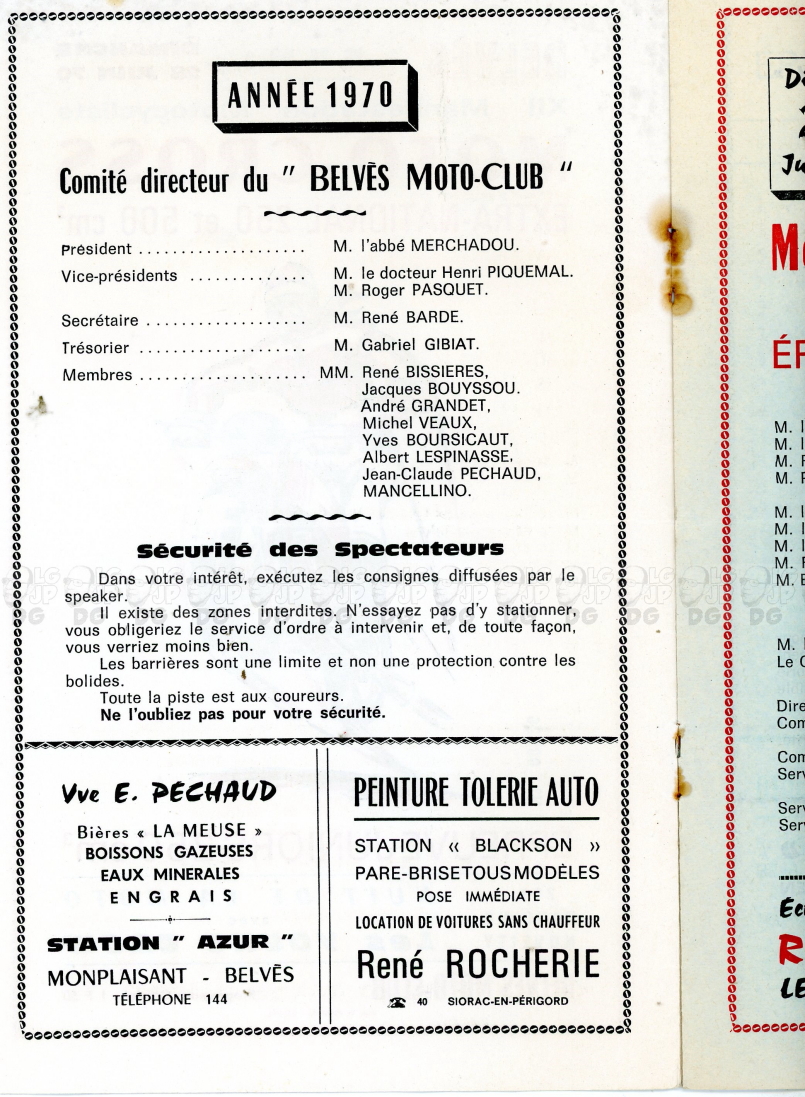 ANNÉE 1970
Comité directeur du " BELVÈS MOTO-CLUB "
Président ................... M. l'abbé MERCHADOU.
Vice-présidents ............. M. le docteur Henri PIQUEMAL.
M. Roger PASQUET.
Secrétaire .................. M. René BARDE.
Trésorier ................... M. Gabriel GIBIAT.
Membres ................... MM. René BISSIERES,
Jacques BOUYSSOU.
André GRANDET,
Michel VEAUX,
Yves BOURSICAUT,
Albert LESPINASSE.
Jean-Claude PECHAUD,
MANCELLINO.
Sécurité des Spectateurs
Dans votre intérêt, exécutez les consignes diffusées par le
speaker.
Il existe des zones interdites. N'essayez pas d'y stationner,
vous obligeriez le service d'ordre à intervenir et, de toute façon,
vous verriez moins bien.
Les barrières sont une limite et non une protection contre les
bolides.
Toute la piste est aux coureurs.
Ne l'oubliez pas pour votre sécurité.
Vve E. PECHAUD
Bières « LA MEUSE »
BOISSONS GAZEUSES
EAUX MINERALES
ENGRAIS
STATION " AZUR "
MONPLAISANT - BELVÈS
TÉLÉPHONE 144
PEINTURE TOLERIE AUTO
STATION « BLACKSON »
PARE-BRISE TOUS MODÈLES
POSE IMMÉDIATE
LOCATION DE VOITURES SANS CHAUFFEUR
René ROCHERIE
☎ 40 SIORAC-EN-PÉRIGORD